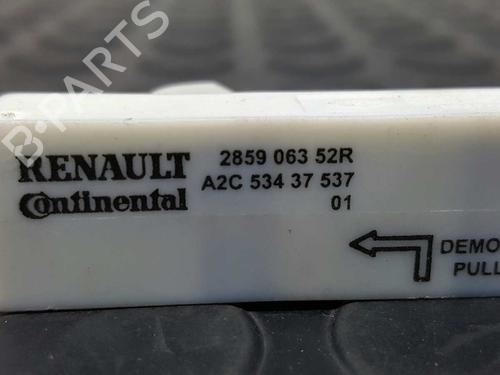 B-PARTS
RENAULT
Continental
2859 063 52R
A2C 534 37 537
01
DEMO
PULL